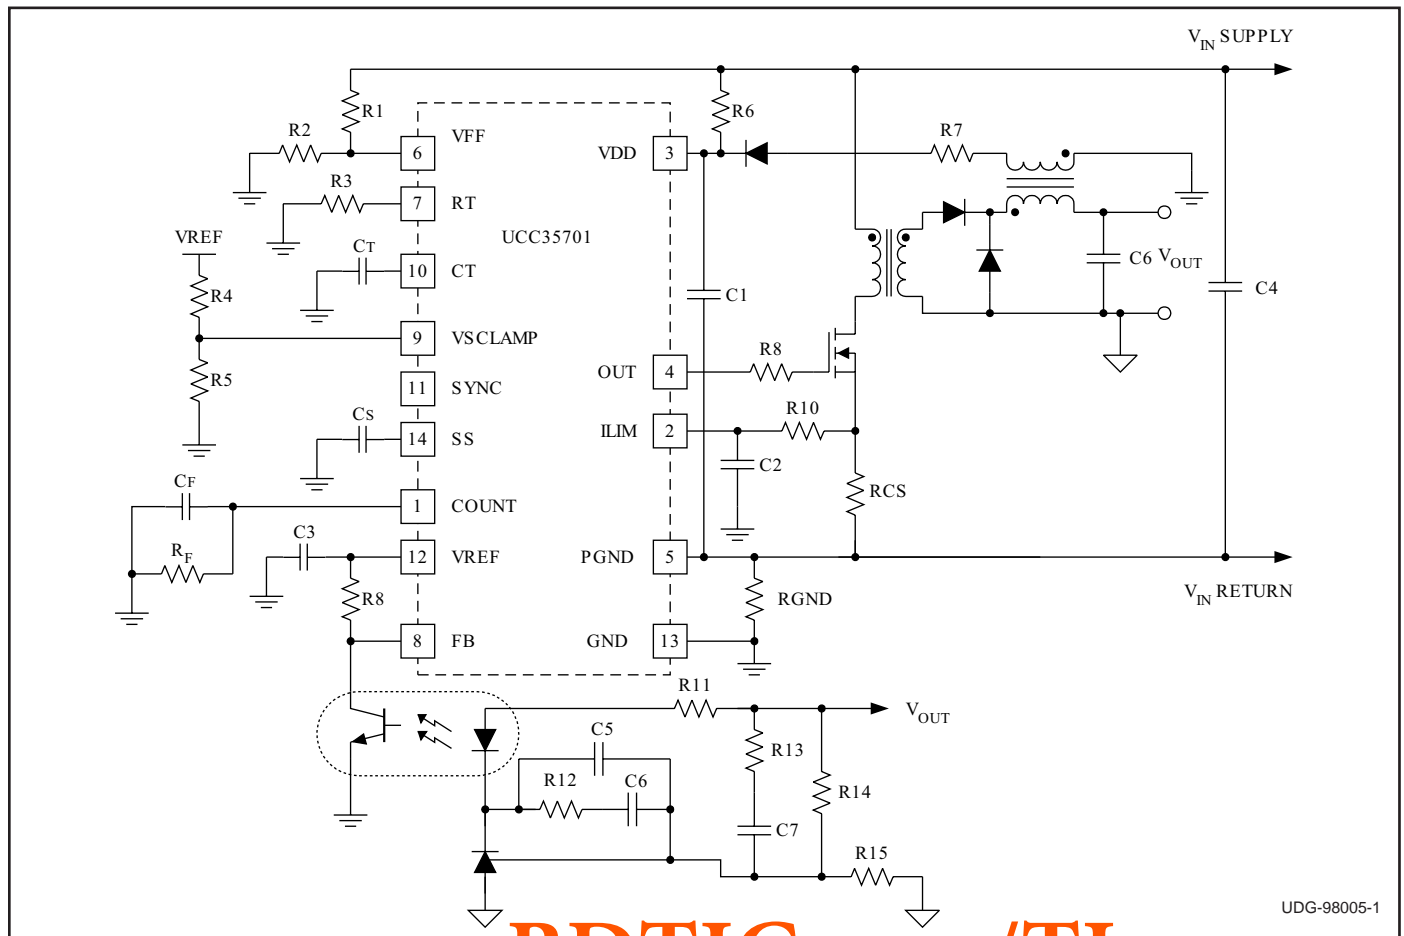 V_IN SUPPLY
R1
R6
R2
VFF
R7
6
VDD
3
R3
7
RT
VREF
UCC35701
CT
10
CT
C6
VOUT
R4
C1
C4
9
VSCLAMP
R8
R5
OUT
4
11
SYNC
R10
CS
14
SS
ILIM
2
C2
CF
RCS
1
COUNT
RF
C3
12
VREF
PGND
5
R8
RGND
VIN RETURN
8
FB
GND
13
R11
VOUT
C5
R13
R12
C6
R14
C7
R15
UDG-98005-1